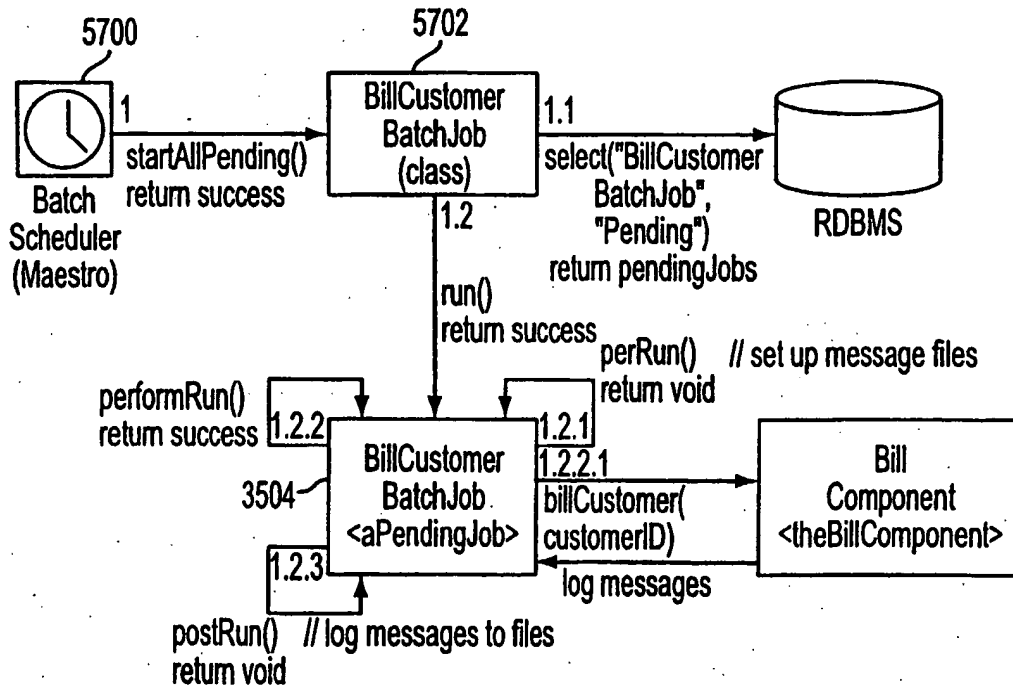 5700
5702
1
startAllPending()
return success
Batch
Scheduler
(Maestro)
BillCustomer
BatchJob
(class)
1.1
select("BillCustomer
BatchJob",
"Pending")
return pendingJobs
RDBMS
1.2
run()
return success
perRun() // set up message files
return void
performRun()
return success
1.2.2
1.2.1
3504
BillCustomer
BatchJob
<aPendingJob>
1.2.2.1
billCustomer(
customerID)
log messages
Bill
Component
<theBillComponent>
1.2.3
postRun() // log messages to files
return void